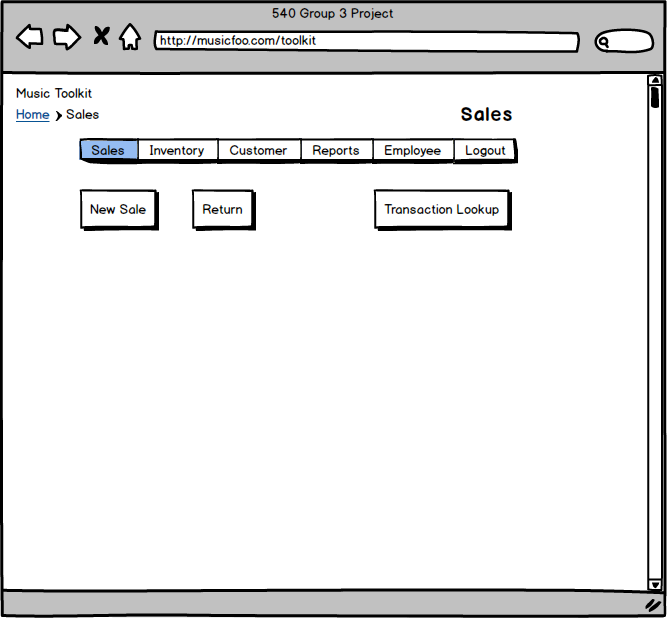 540 Group 3 Project
http://musicfoo.com/toolkit
Music Toolkit
Home Sales
Sales
Sales Inventory Customer Reports Employee Logout
New Sale Return Transaction Lookup